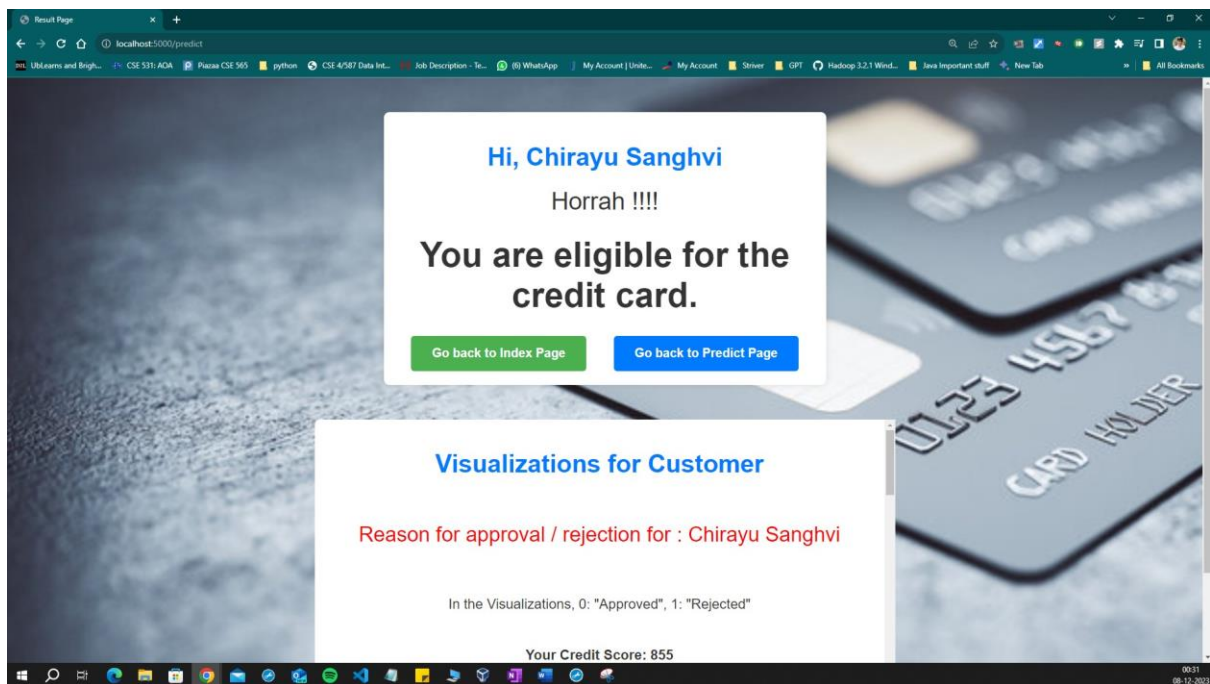 Result Page
localhost:5000/predict
UbLearns and Brigh... CSE 531: AOA Piazaa CSE 565 python CSE 4/587 Data Int... Job Description - Te... (6) WhatsApp My Account | Unite... My Account Striver GPT Hadoop 3.2.1 Wind... Java Important stuff New Tab » All Bookmarks
Hi, Chirayu Sanghvi
Horrah !!!!
You are eligible for the
credit card.
Go back to Index Page Go back to Predict Page
0123 4567
CARD HOLDER
Visualizations for Customer
Reason for approval / rejection for : Chirayu Sanghvi
In the Visualizations, 0: "Approved", 1: "Rejected"
Your Credit Score: 855
00:31
08-12-2023